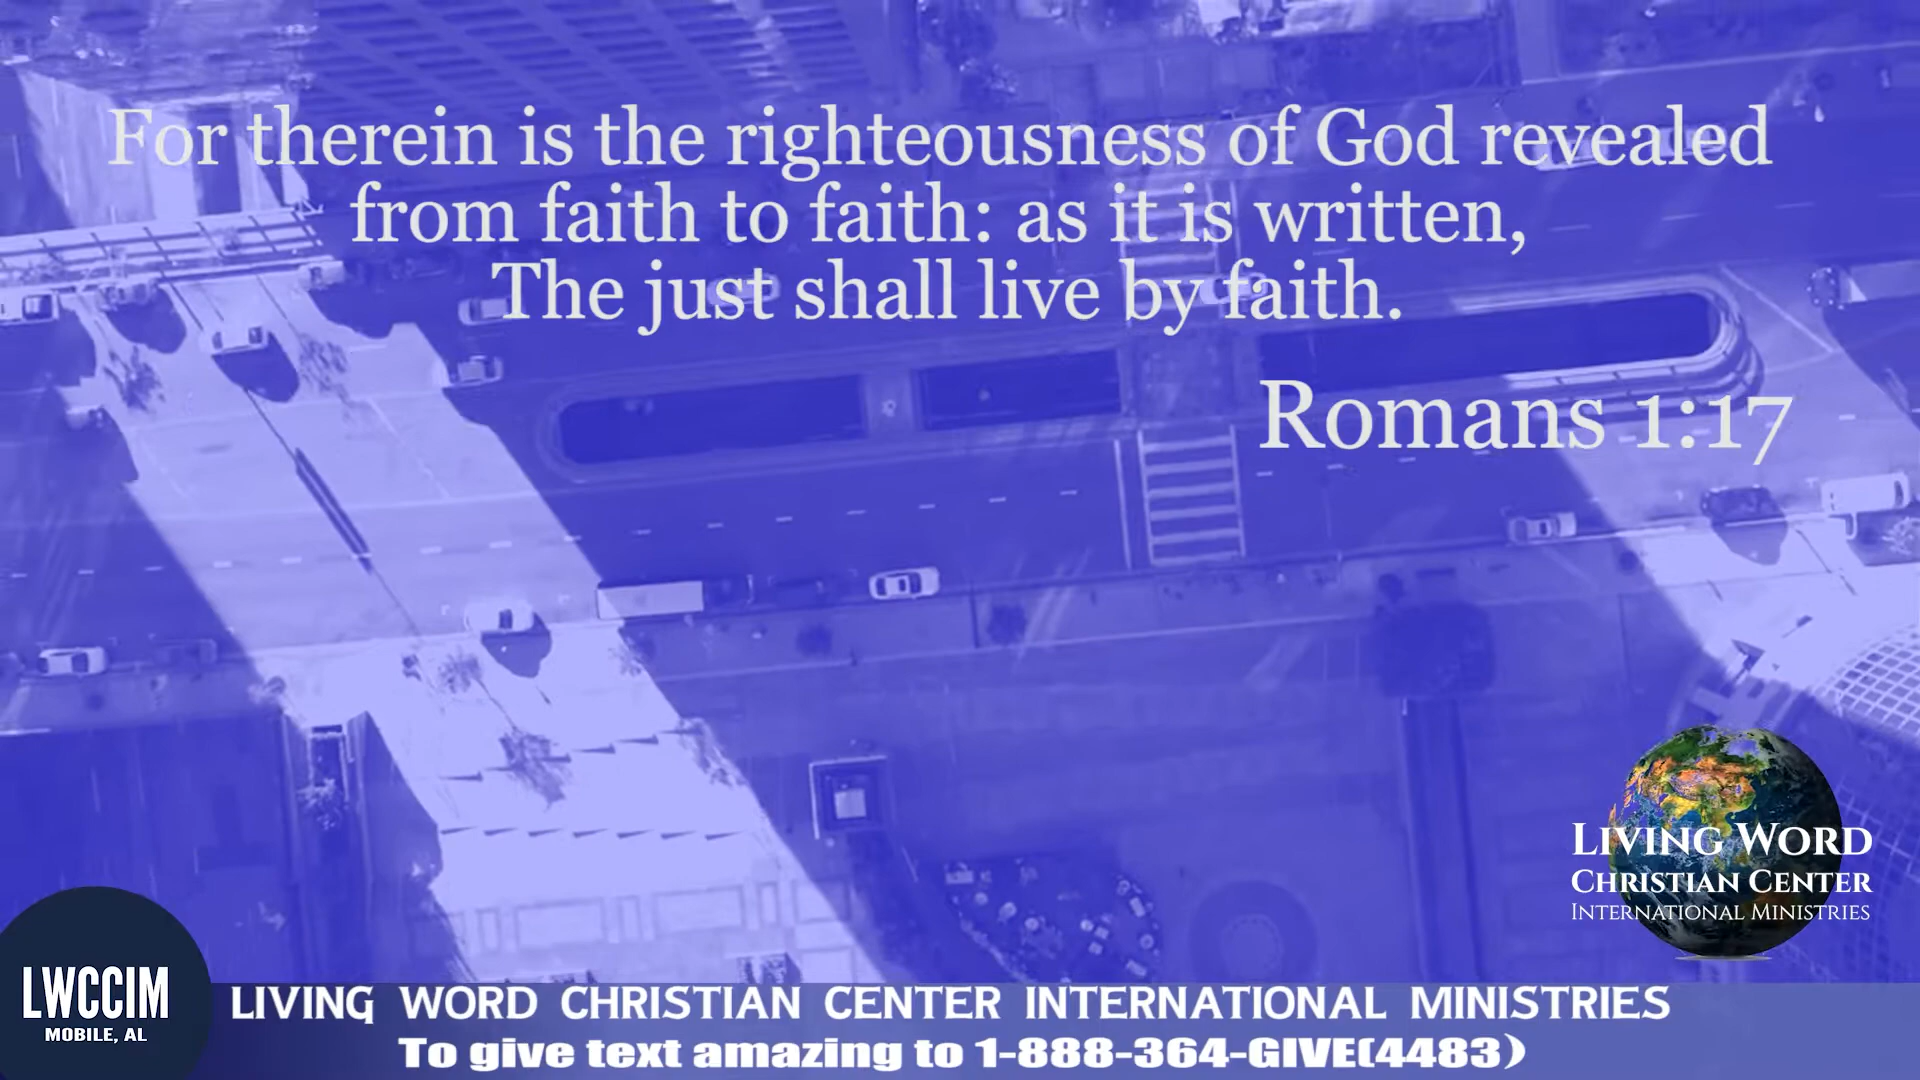 For therein is the righteousness of God revealed
from faith to faith: as it is written,
The just shall live by faith.
Romans 1:17
LIVING WORD
CHRISTIAN CENTER
INTERNATIONAL MINISTRIES
LWCCIM
MOBILE, AL
LIVING WORD CHRISTIAN CENTER INTERNATIONAL MINISTRIES
To give text amazing to 1-888-364-GIVE(4483)